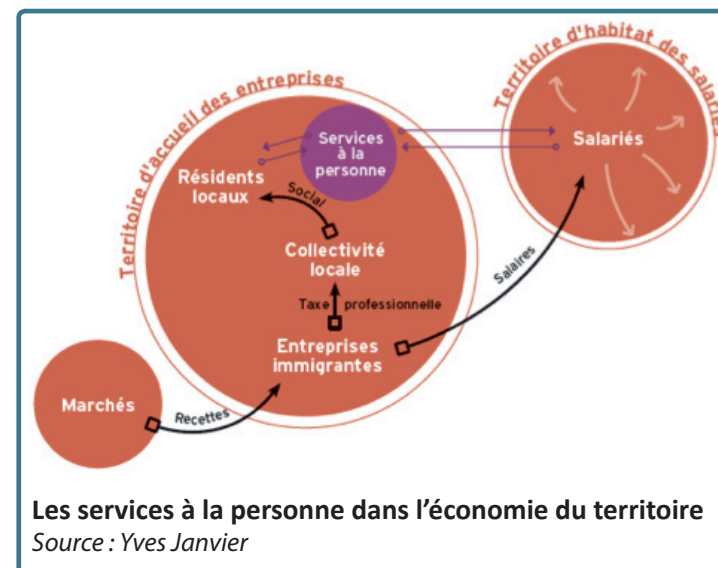 Territoire d'accueil des entreprises
Territoire d'habitat des salariés
Services
à la
personne
Salariés
Résidents
locaux
Social
Collectivité
locale
Taxe professionnelle
Salaires
Entreprises
immigrantes
Marchés
Recettes
Les services à la personne dans l'économie du territoire
Source : Yves Janvier